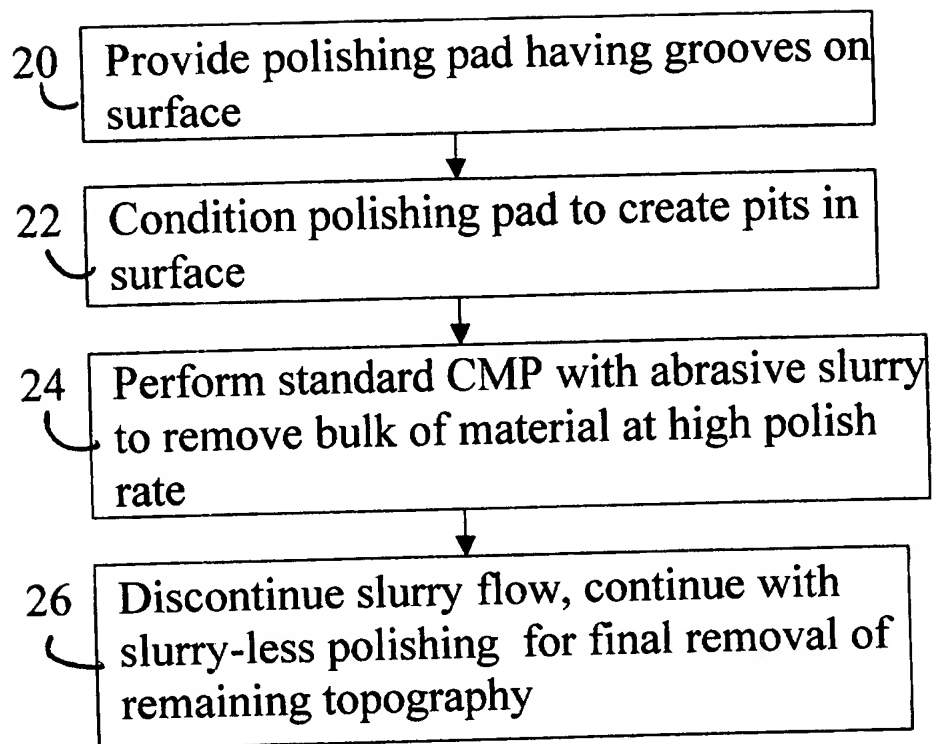 20 Provide polishing pad having grooves on
surface
22 Condition polishing pad to create pits in
surface
24 Perform standard CMP with abrasive slurry
to remove bulk of material at high polish
rate
26 Discontinue slurry flow, continue with
slurry-less polishing for final removal of
remaining topography